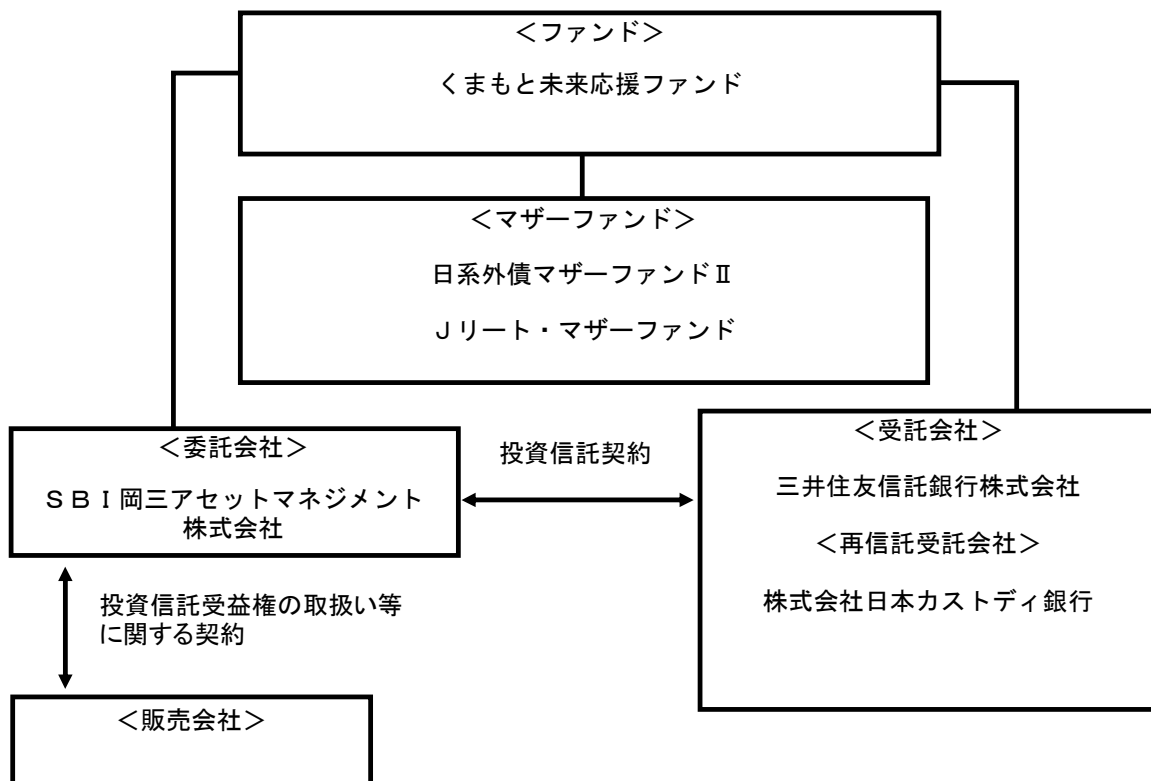 ＜ファンド＞
くまもと未来応援ファンド
＜マザーファンド＞
日系外債マザーファンドⅡ
Ｊリート・マザーファンド
＜委託会社＞
ＳＢＩ岡三アセットマネジメント
株式会社
投資信託契約
＜受託会社＞
三井住友信託銀行株式会社
＜再信託受託会社＞
株式会社日本カストディ銀行
投資信託受益権の取扱い等
に関する契約
＜販売会社＞